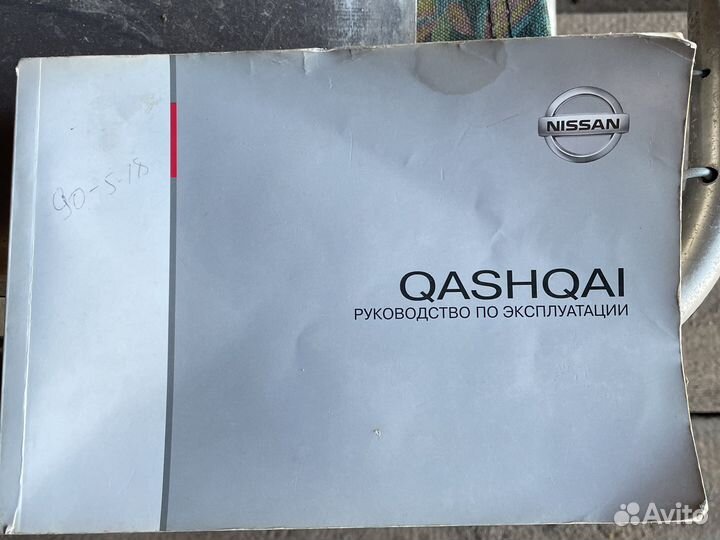 NISSAN
90-5-18
QASHQAI
РУКОВОДСТВО ПО ЭКСПЛУАТАЦИИ
Avito